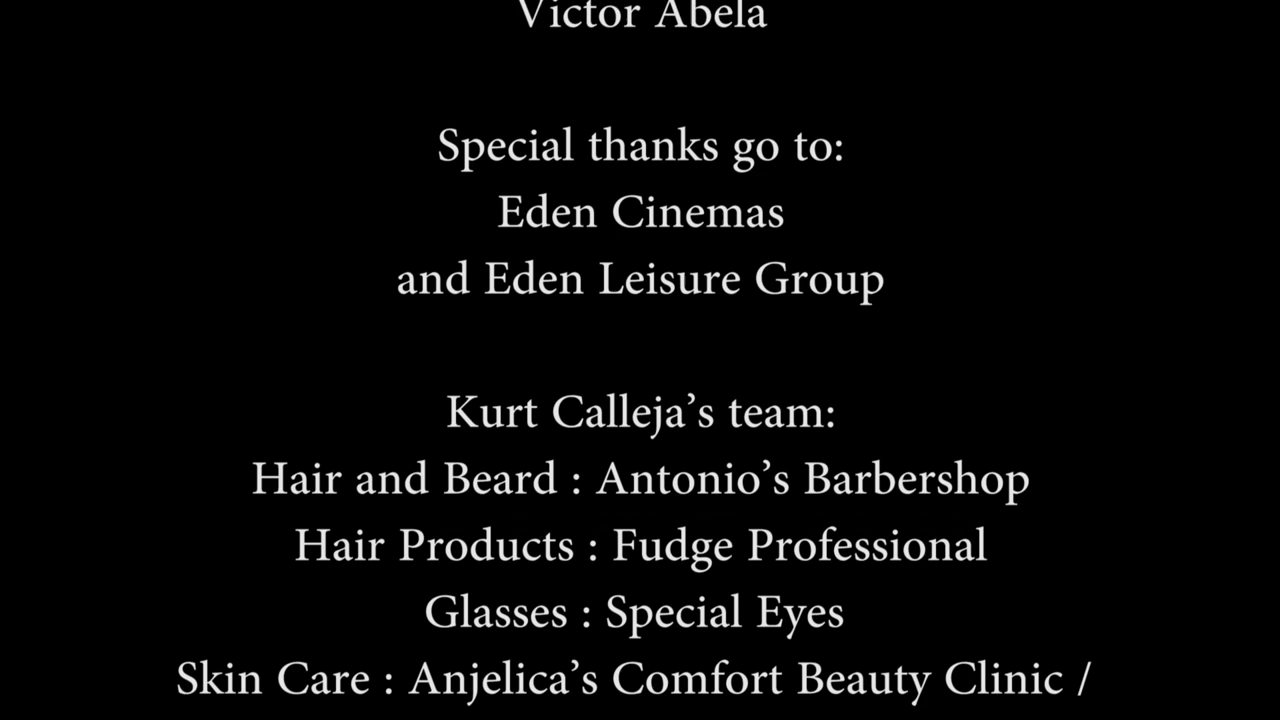 Victor Abela
Special thanks go to:
Eden Cinemas
and Eden Leisure Group
Kurt Calleja’s team:
Hair and Beard : Antonio’s Barbershop
Hair Products : Fudge Professional
Glasses : Special Eyes
Skin Care : Anjelica’s Comfort Beauty Clinic /